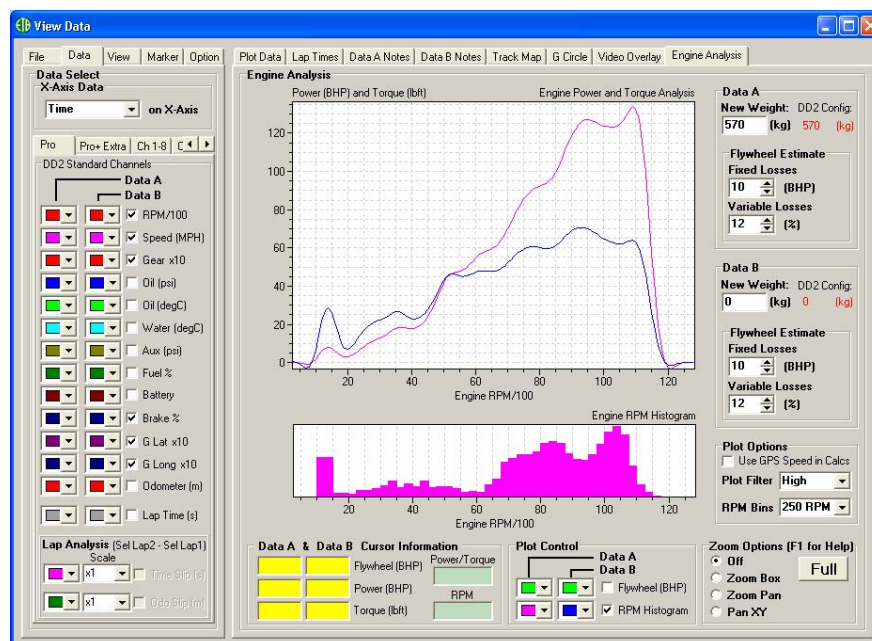 ETB View Data
File Data View Marker Option
Plot Data Lap Times Data A Notes Data B Notes Track Map G Circle Video Overlay Engine Analysis
Data Select
X-Axis Data
Time on X-Axis
Pro Pro+ Extra Ch 1-8
DD2 Standard Channels
Data A
Data B
RPM/100
Speed (MPH)
Gear x10
Oil (psi)
Oil (degC)
Water (degC)
Aux (psi)
Fuel %
Battery
Brake %
G Lat x10
G Long x10
Odometer (m)
Lap Time (s)
Lap Analysis (Sel Lap2 - Sel Lap1)
Scale
x1 Time Slip (s)
x1 Odo Slip (m)
Engine Analysis
Power (BHP) and Torque (lbft) Engine Power and Torque Analysis
120
100
80
60
40
20
0
20 40 60 80 100 120
Engine RPM/100
Engine RPM Histogram
20 40 60 80 100 120
Engine RPM/100
Data A & Data B Cursor Information
Flywheel (BHP) Power/Torque
Power (BHP) RPM
Torque (lbft)
Plot Control
Data A
Data B
Flywheel (BHP)
RPM Histogram
Data A
New Weight: DD2 Config:
570 (kg) 570 (kg)
Flywheel Estimate
Fixed Losses
10 (BHP)
Variable Losses
12 (%)
Data B
New Weight: DD2 Config:
0 (kg) 0 (kg)
Flywheel Estimate
Fixed Losses
10 (BHP)
Variable Losses
12 (%)
Plot Options
Use GPS Speed in Calcs
Plot Filter High
RPM Bins 250 RPM
Zoom Options (F1 for Help)
Off Full
Zoom Box
Zoom Pan
Pan XY